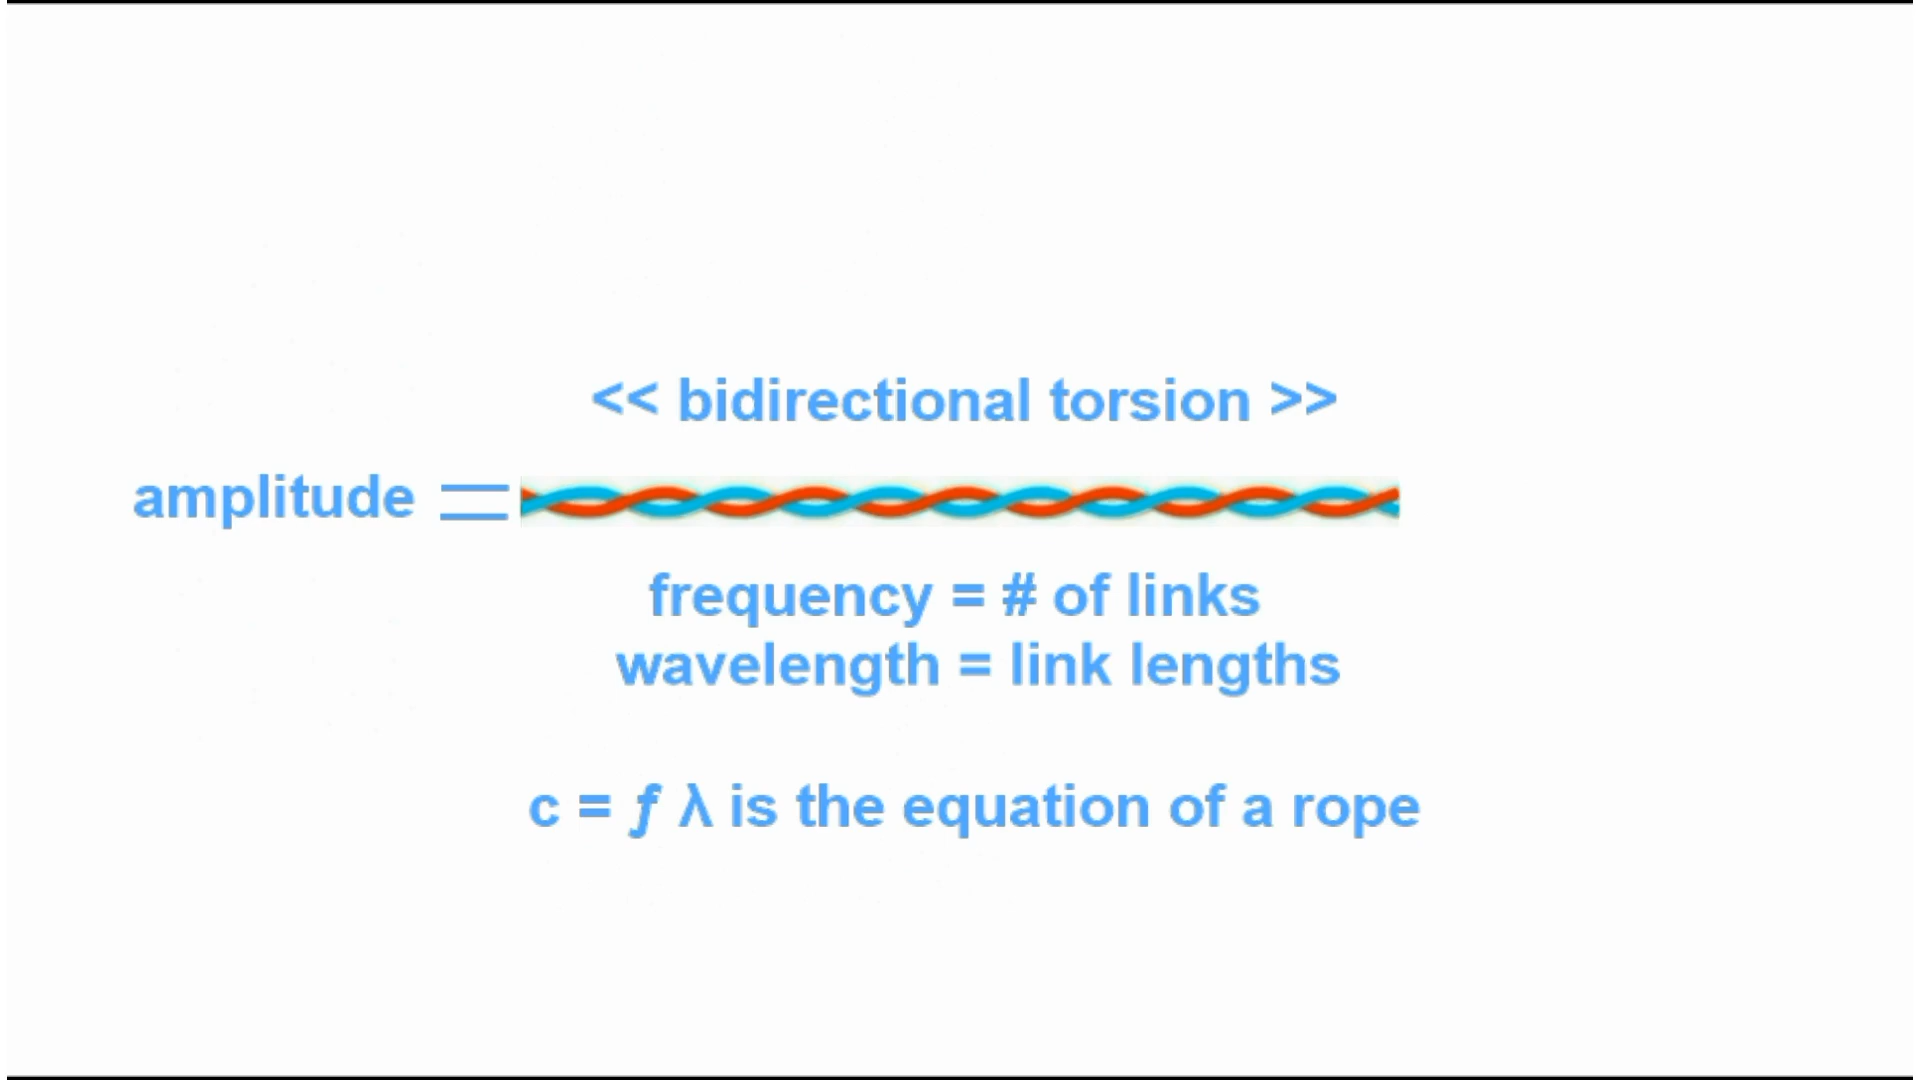 << bidirectional torsion >>
amplitude
frequency = # of links
wavelength = link lengths
c = ƒ λ is the equation of a rope